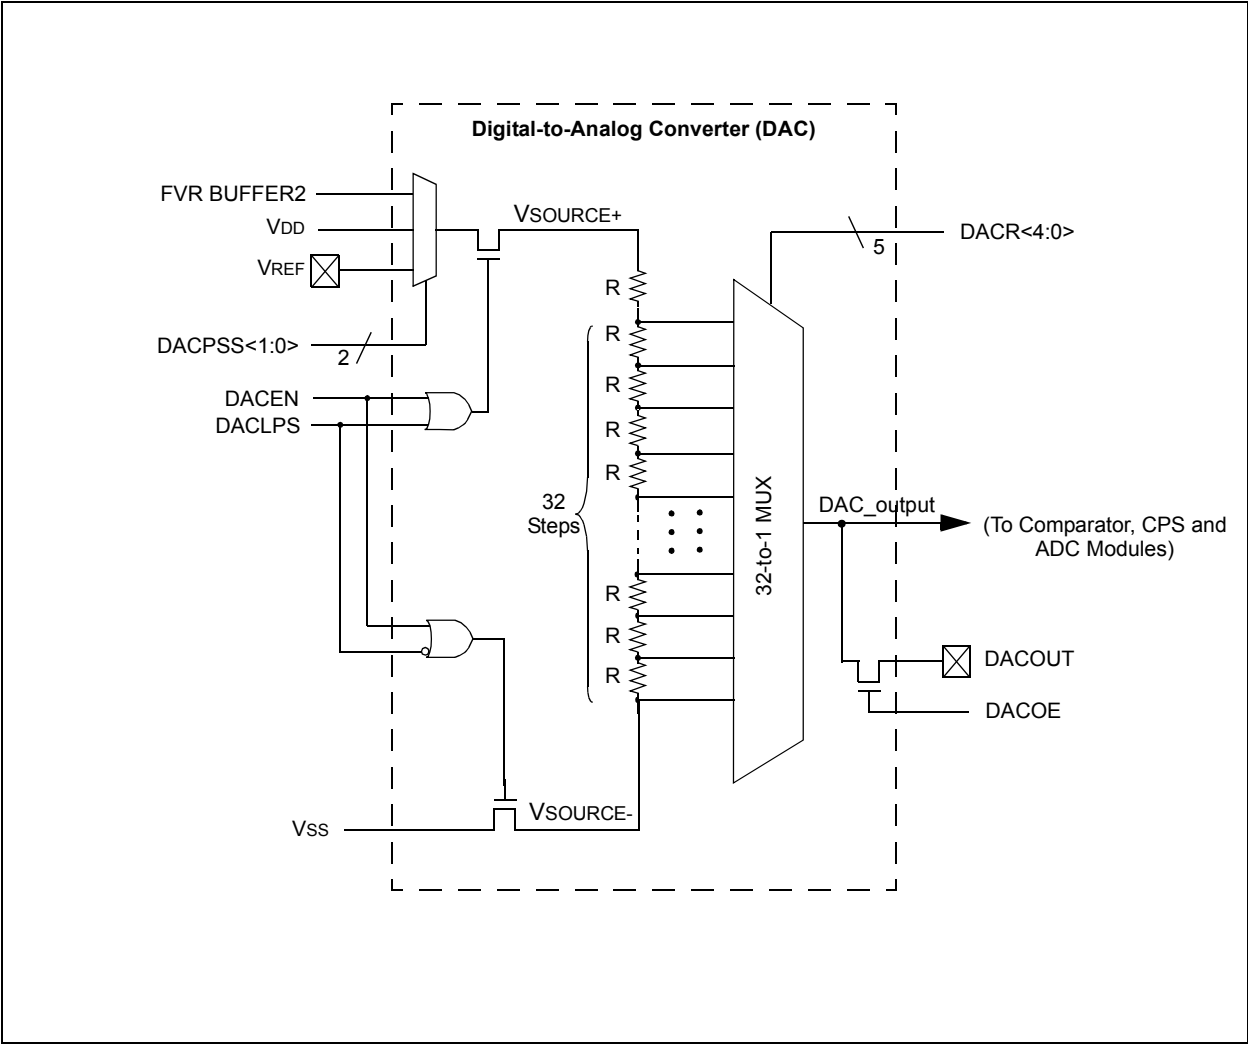 Digital-to-Analog Converter (DAC)
FVR BUFFER2
VSOURCE+
VDD
DACR<4:0>
5
VREF
R
DACPSS<1:0>
2
R
R
DACEN
DACLPS
R
R
32
Steps
32-to-1 MUX
DAC_output
(To Comparator, CPS and
ADC Modules)
R
R
R
DACOUT
DACOE
VSOURCE-
VSS